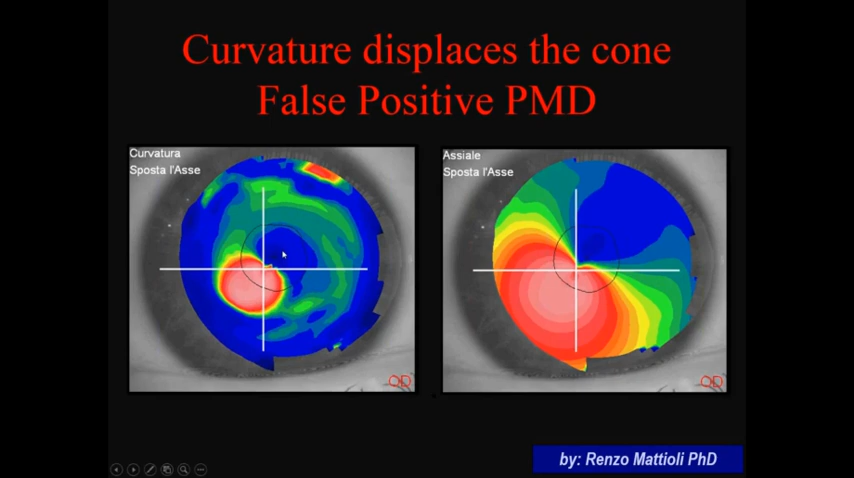 Curvature displaces the cone
False Positive PMD
Curvatura
Sposta l'Asse
OD
Assiale
Sposta l'Asse
OD
by: Renzo Mattioli PhD